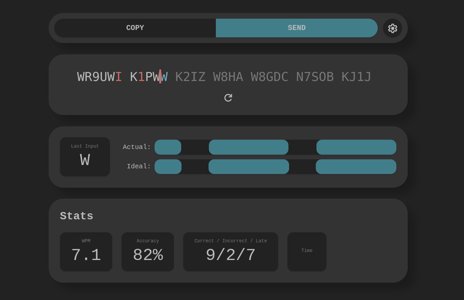 COPY SEND
WR9UWI K1PWW K2IZ W8HA W8GDC N7SOB KJ1J
Last Input
W
Actual:
Ideal:
Stats
WPM
7.1
Accuracy
82%
Correct / Incorrect / Late
9/2/7
Time